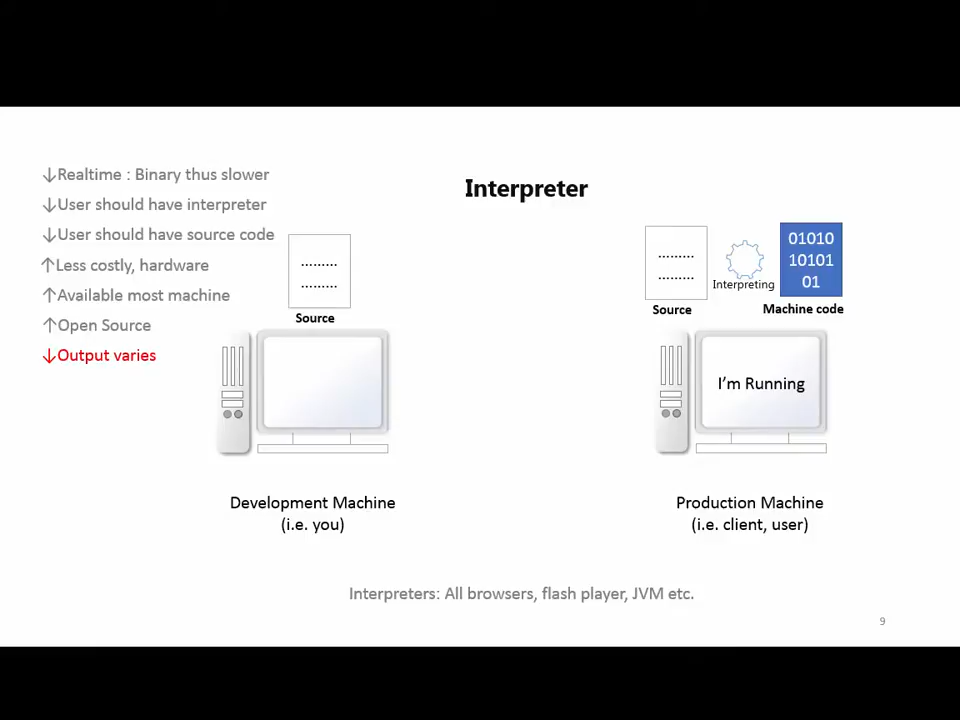 Interpreter
↓Realtime : Binary thus slower
↓User should have interpreter
↓User should have source code
↑Less costly, hardware
↑Available most machine
↑Open Source
↓Output varies
.........
.........
Source
.........
.........
Source
Interpreting
01010
10101
01
Machine code
I'm Running
Development Machine
(i.e. you)
Production Machine
(i.e. client, user)
Interpreters: All browsers, flash player, JVM etc.
9